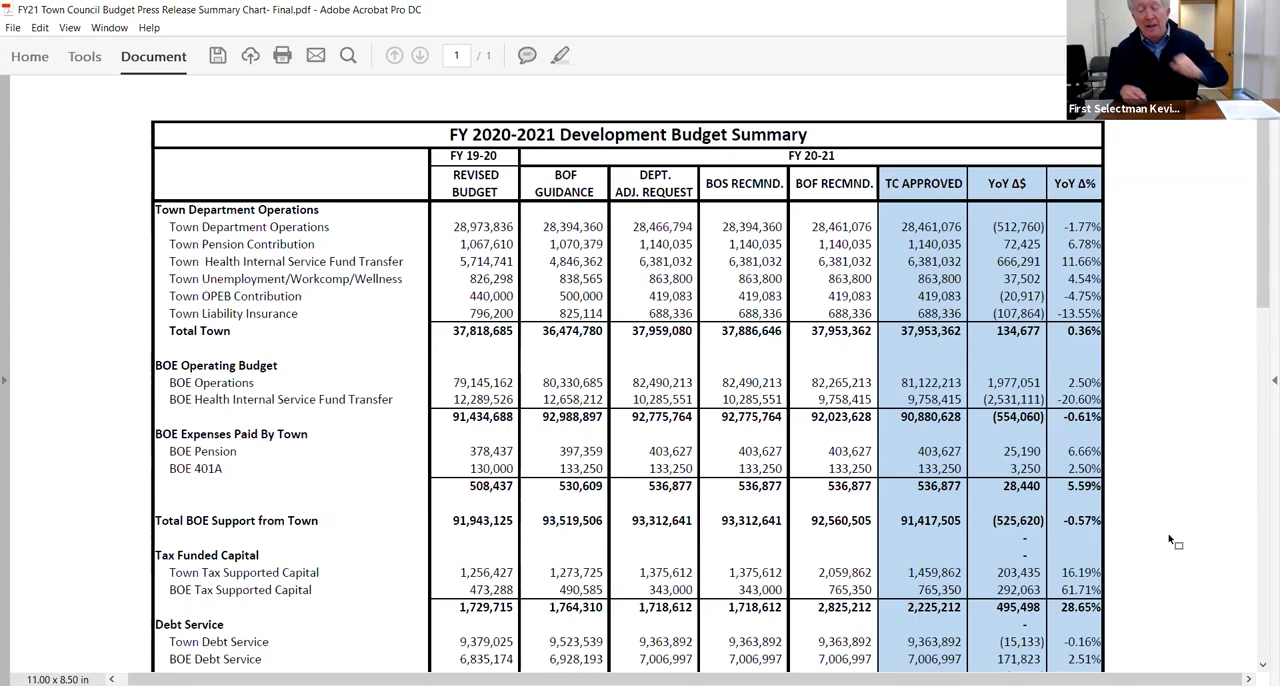 FY21 Town Council Budget Press Release Summary Chart- Final.pdf - Adobe Acrobat Pro DC
File Edit View Window Help
Home Tools Document 1 / 1
First Selectman Kevi...
FY 2020-2021 Development Budget Summary
FY 19-20 FY 20-21
REVISED BUDGET BOF GUIDANCE DEPT. ADJ. REQUEST BOS RECMND. BOF RECMND. TC APPROVED YoY Δ$ YoY Δ%
Town Department Operations
Town Department Operations 28,973,836 28,394,360 28,466,794 28,394,360 28,461,076 28,461,076 (512,760) -1.77%
Town Pension Contribution 1,067,610 1,070,379 1,140,035 1,140,035 1,140,035 1,140,035 72,425 6.78%
Town Health Internal Service Fund Transfer 5,714,741 4,846,362 6,381,032 6,381,032 6,381,032 6,381,032 666,291 11.66%
Town Unemployment/Workcomp/Wellness 826,298 838,565 863,800 863,800 863,800 863,800 37,502 4.54%
Town OPEB Contribution 440,000 500,000 419,083 419,083 419,083 419,083 (20,917) -4.75%
Town Liability Insurance 796,200 825,114 688,336 688,336 688,336 688,336 (107,864) -13.55%
Total Town 37,818,685 36,474,780 37,959,080 37,886,646 37,953,362 37,953,362 134,677 0.36%
BOE Operating Budget
BOE Operations 79,145,162 80,330,685 82,490,213 82,490,213 82,265,213 81,122,213 1,977,051 2.50%
BOE Health Internal Service Fund Transfer 12,289,526 12,658,212 10,285,551 10,285,551 9,758,415 9,758,415 (2,531,111) -20.60%
91,434,688 92,988,897 92,775,764 92,775,764 92,023,628 90,880,628 (554,060) -0.61%
BOE Expenses Paid By Town
BOE Pension 378,437 397,359 403,627 403,627 403,627 403,627 25,190 6.66%
BOE 401A 130,000 133,250 133,250 133,250 133,250 133,250 3,250 2.50%
508,437 530,609 536,877 536,877 536,877 536,877 28,440 5.59%
Total BOE Support from Town 91,943,125 93,519,506 93,312,641 93,312,641 92,560,505 91,417,505 (525,620) -0.57%
-
Tax Funded Capital -
Town Tax Supported Capital 1,256,427 1,273,725 1,375,612 1,375,612 2,059,862 1,459,862 203,435 16.19%
BOE Tax Supported Capital 473,288 490,585 343,000 343,000 765,350 765,350 292,063 61.71%
1,729,715 1,764,310 1,718,612 1,718,612 2,825,212 2,225,212 495,498 28.65%
Debt Service -
Town Debt Service 9,379,025 9,523,539 9,363,892 9,363,892 9,363,892 9,363,892 (15,133) -0.16%
BOE Debt Service 6,835,174 6,928,193 7,006,997 7,006,997 7,006,997 7,006,997 171,823 2.51%
11.00 x 8.50 in